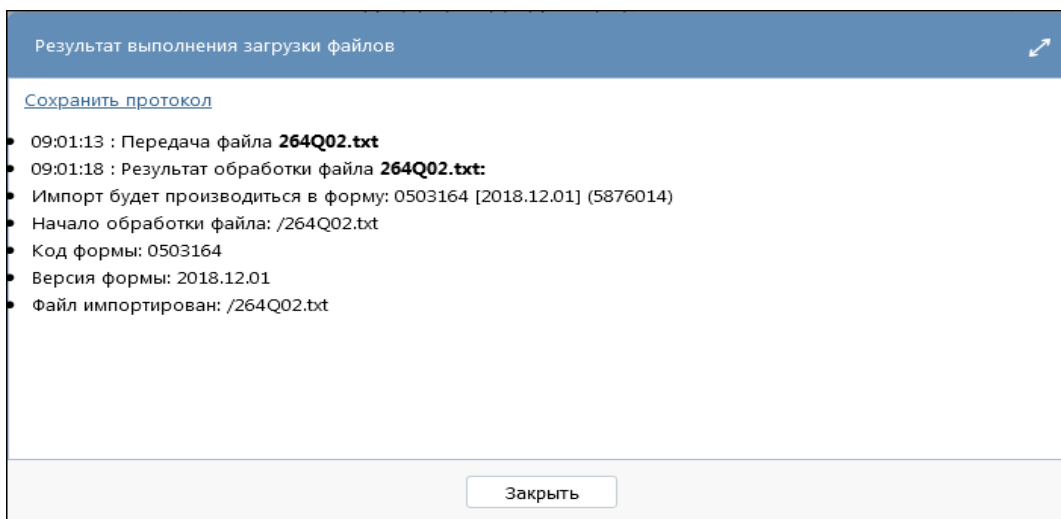 Результат выполнения загрузки файлов
Сохранить протокол
09:01:13 : Передача файла 264Q02.txt
09:01:18 : Результат обработки файла 264Q02.txt:
Импорт будет производиться в форму: 0503164 [2018.12.01] (5876014)
Начало обработки файла: /264Q02.txt
Код формы: 0503164
Версия формы: 2018.12.01
Файл импортирован: /264Q02.txt
Закрыть